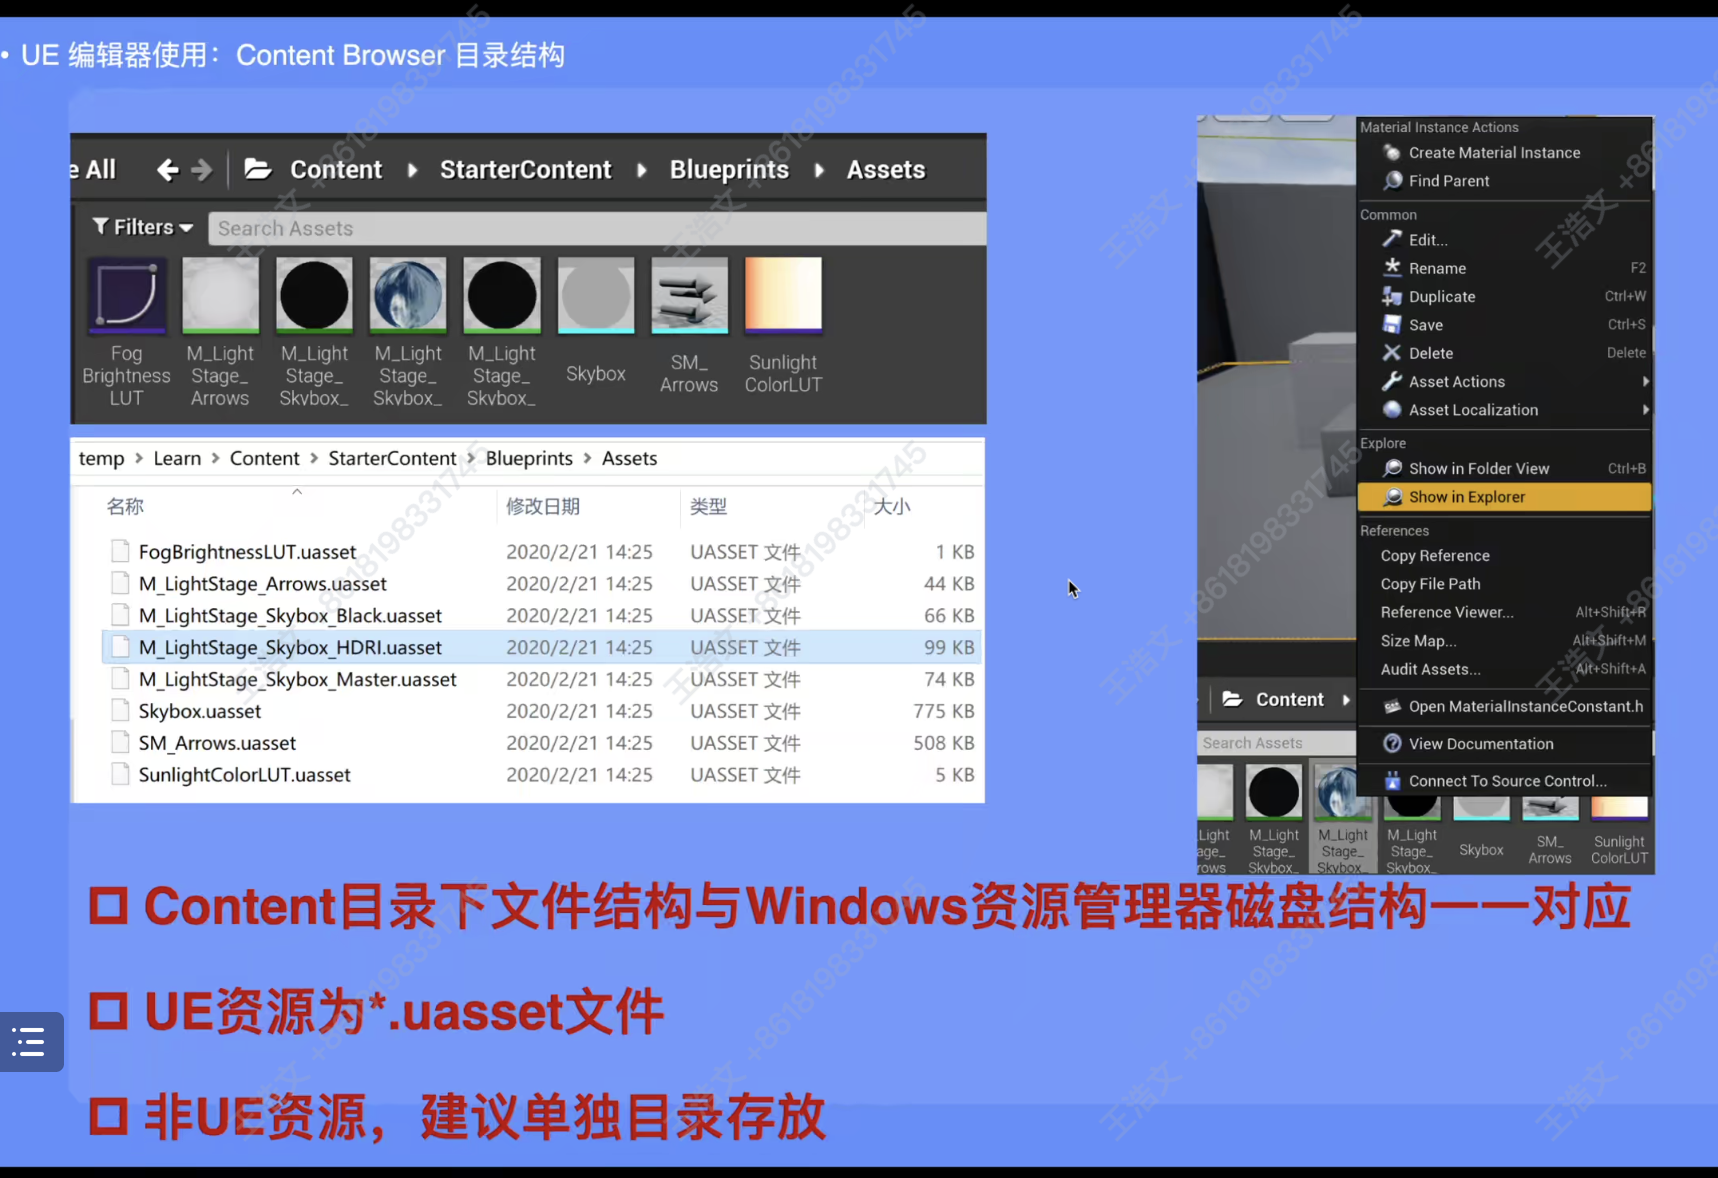 • UE 编辑器使用：Content Browser 目录结构
e All Content StarterContent Blueprints Assets
Filters Search Assets
Fog Brightness LUT
M_Light Stage_ Arrows
M_Light Stage_ Skybox_
M_Light Stage_ Skybox_
M_Light Stage_ Skybox_
Skybox
SM_ Arrows
Sunlight ColorLUT
temp > Learn > Content > StarterContent > Blueprints > Assets
名称 修改日期 类型 大小
FogBrightnessLUT.uasset 2020/2/21 14:25 UASSET 文件 1 KB
M_LightStage_Arrows.uasset 2020/2/21 14:25 UASSET 文件 44 KB
M_LightStage_Skybox_Black.uasset 2020/2/21 14:25 UASSET 文件 66 KB
M_LightStage_Skybox_HDRI.uasset 2020/2/21 14:25 UASSET 文件 99 KB
M_LightStage_Skybox_Master.uasset 2020/2/21 14:25 UASSET 文件 74 KB
Skybox.uasset 2020/2/21 14:25 UASSET 文件 775 KB
SM_Arrows.uasset 2020/2/21 14:25 UASSET 文件 508 KB
SunlightColorLUT.uasset 2020/2/21 14:25 UASSET 文件 5 KB
Material Instance Actions
Create Material Instance
Find Parent
Common
Edit...
Rename F2
Duplicate Ctrl+W
Save Ctrl+S
Delete Delete
Asset Actions
Asset Localization
Explore
Show in Folder View Ctrl+B
Show in Explorer
References
Copy Reference
Copy File Path
Reference Viewer... Alt+Shift+R
Size Map... Alt+Shift+M
Audit Assets... Alt+Shift+A
Open MaterialInstanceConstant.h
View Documentation
Connect To Source Control...
Content
Search Assets
Light age_ rows
M_Light Stage_ Skybox_
M_Light Stage_ Skybox_
M_Light Stage_ Skybox_
Skybox
SM_ Arrows
Sunlight ColorLUT
Content目录下文件结构与Windows资源管理器磁盘结构一一对应
UE资源为*.uasset文件
非UE资源，建议单独目录存放
王浩文 +8618198331745